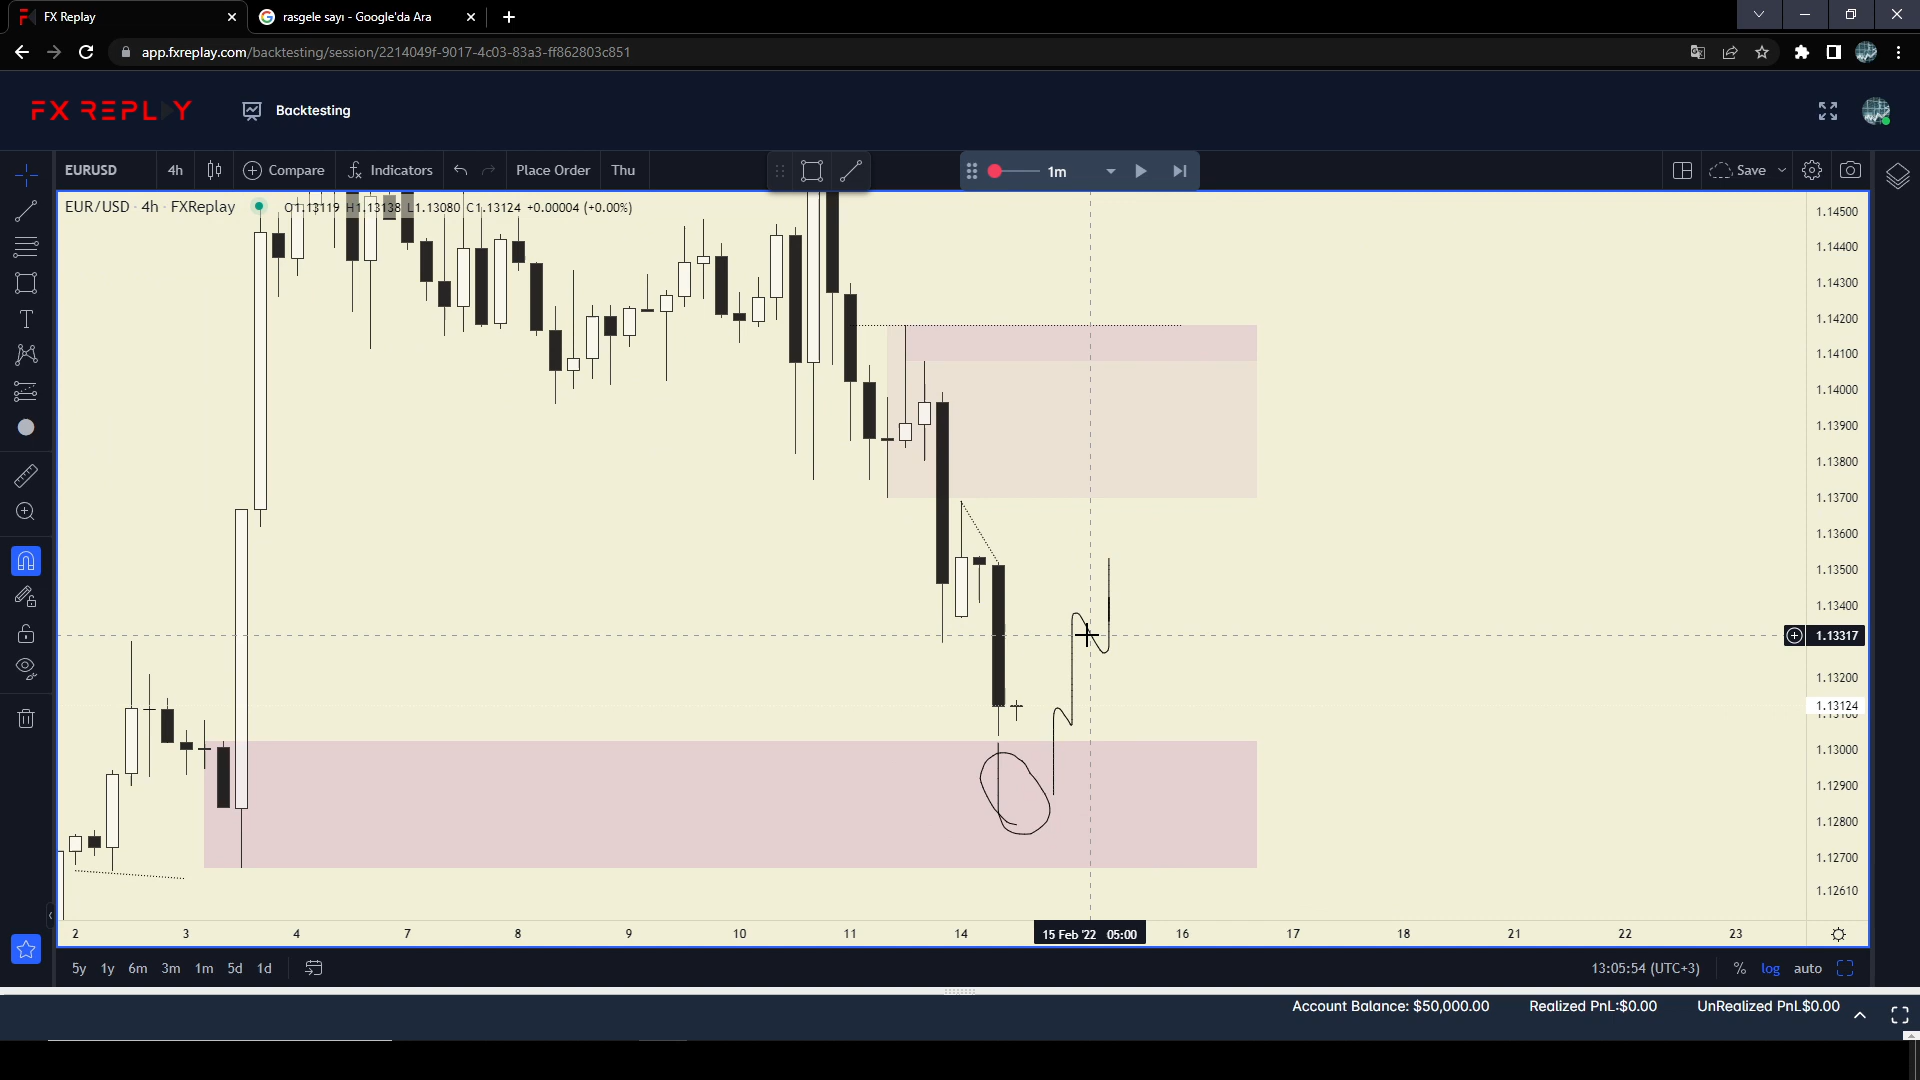 FX Replay
rasgele sayı - Google'da Ara
app.fxreplay.com/backtesting/session/2214049f-9017-4c03-83a3-ff862803c851
FX REPLAY
Backtesting
EURUSD 4h Compare Indicators Place Order Thu 1m Save
EUR/USD · 4h · FXReplay O1.13119 H1.13138 L1.13080 C1.13124 +0.00004 (+0.00%)
1.14500
1.14400
1.14300
1.14200
1.14100
1.14000
1.13900
1.13800
1.13700
1.13600
1.13500
1.13400
1.13317
1.13200
1.13124
1.13100
1.13000
1.12900
1.12800
1.12700
1.12610
2 3 4 7 8 9 10 11 14 15 Feb '22 05:00 16 17 18 21 22 23
5y 1y 6m 3m 1m 5d 1d 13:05:54 (UTC+3) % log auto
Account Balance: $50,000.00 Realized PnL:$0.00 UnRealized PnL$0.00